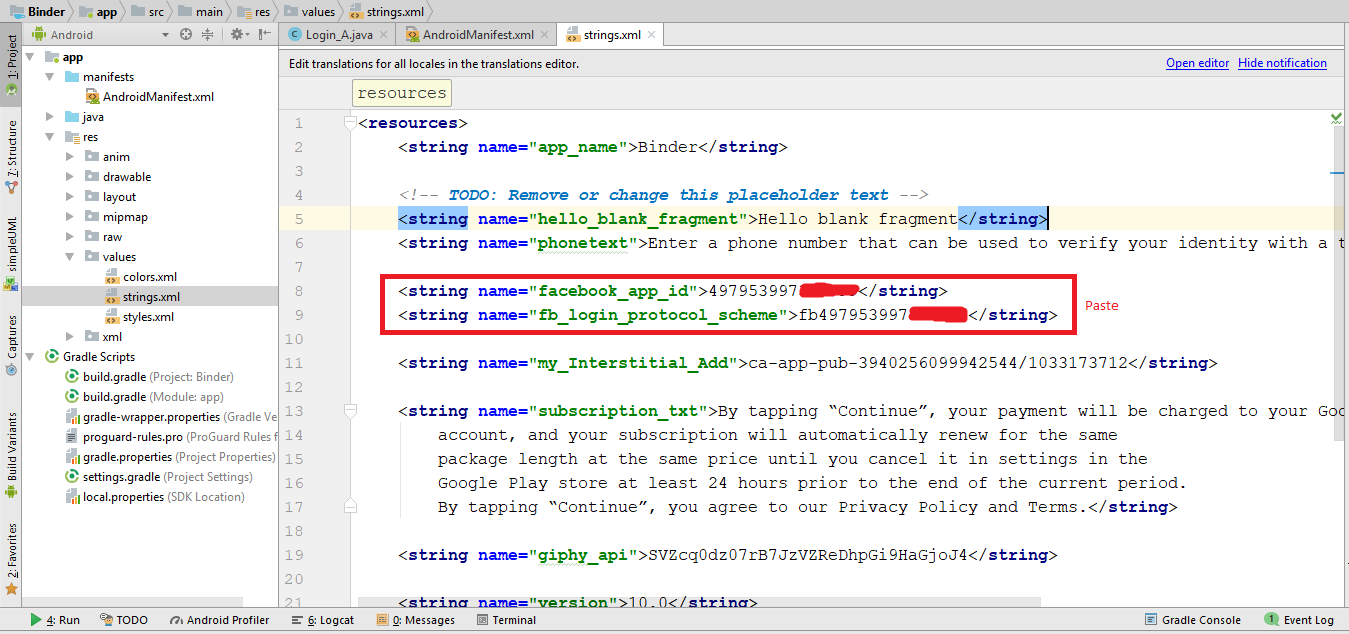 Binder app src main res values strings.xml
Android
Login_A.java AndroidManifest.xml strings.xml
Edit translations for all locales in the translations editor. Open editor Hide notification
1: Project
Z: Structure
simpleUML
Captures
Build Variants
2: Favorites
app
manifests
AndroidManifest.xml
java
res
anim
drawable
layout
mipmap
raw
values
colors.xml
strings.xml
styles.xml
xml
Gradle Scripts
build.gradle (Project: Binder)
build.gradle (Module: app)
gradle-wrapper.properties (Gradle Ve
proguard-rules.pro (ProGuard Rules f
gradle.properties (Project Properties)
settings.gradle (Project Settings)
local.properties (SDK Location)
resources
1 <resources>
2 <string name="app_name">Binder</string>
3
4 <!-- TODO: Remove or change this placeholder text -->
5 <string name="hello_blank_fragment">Hello blank fragment</string>
6 <string name="phonetext">Enter a phone number that can be used to verify your identity with a t
7
8 <string name="facebook_app_id">497953997</string>
9 <string name="fb_login_protocol_scheme">fb497953997</string>
Paste
10
11 <string name="my_Interstitial_Add">ca-app-pub-3940256099942544/1033173712</string>
12
13 <string name="subscription_txt">By tapping “Continue”, your payment will be charged to your Goo
14 account, and your subscription will automatically renew for the same
15 package length at the same price until you cancel it in settings in the
16 Google Play store at least 24 hours prior to the end of the current period.
17 By tapping “Continue”, you agree to our Privacy Policy and Terms.</string>
18
19 <string name="giphy_api">SVZcq0dz07rB7JzVZReDhpGi9HaGjoJ4</string>
20
21 <string name="version">10.0</string>
4: Run TODO Android Profiler 6: Logcat 0: Messages Terminal Gradle Console 1 Event Log